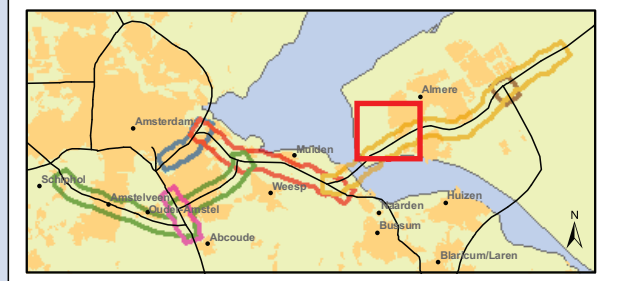 Almere
Amsterdam
Muiden
Schiphol
Weesp
Amstelveen
Huizen
Ouder-Amstel
Naarden
N
Bussum
Abcoude
Blaricum/Laren